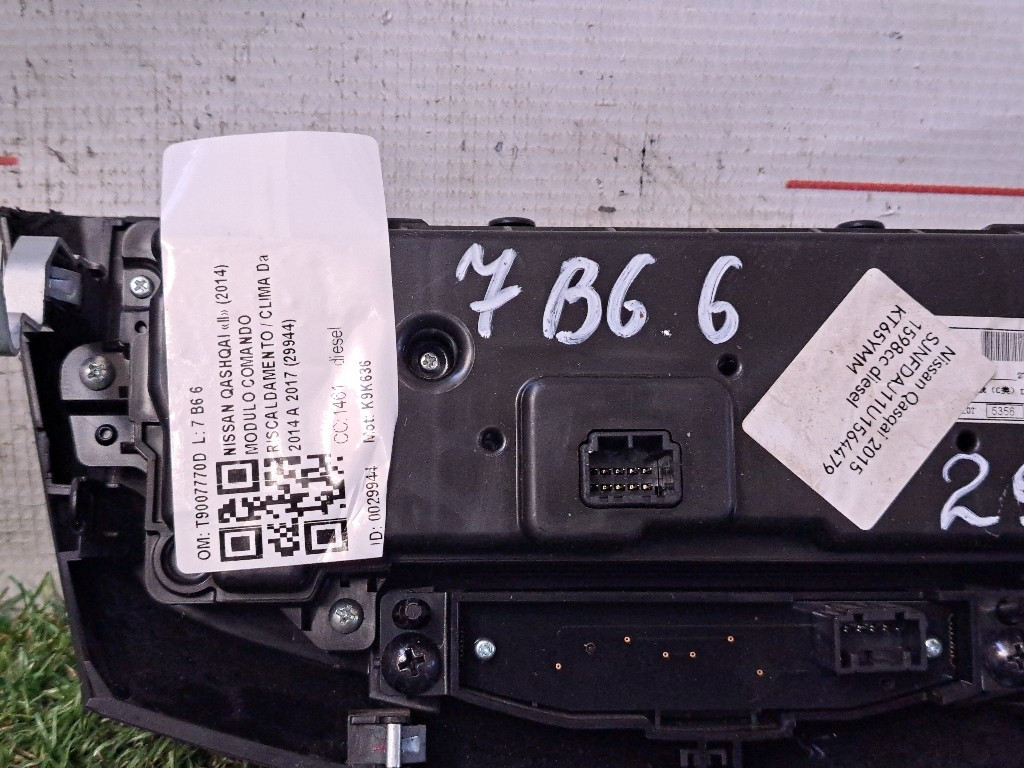 OM: T9007770D L: 7 B6 6
NISSAN QASHQAI «II» (2014)
MODULO COMANDO
RISCALDAMENTO / CLIMA Da
2014 A 2017 (29944)
CC: 1461 diesel
ID: 0029944 Mot: K9K636
7 B6 6
Nissan Qasqai 2015
SJNFDAJ11U1564479
1598cc diesel
KT65YMM
5356